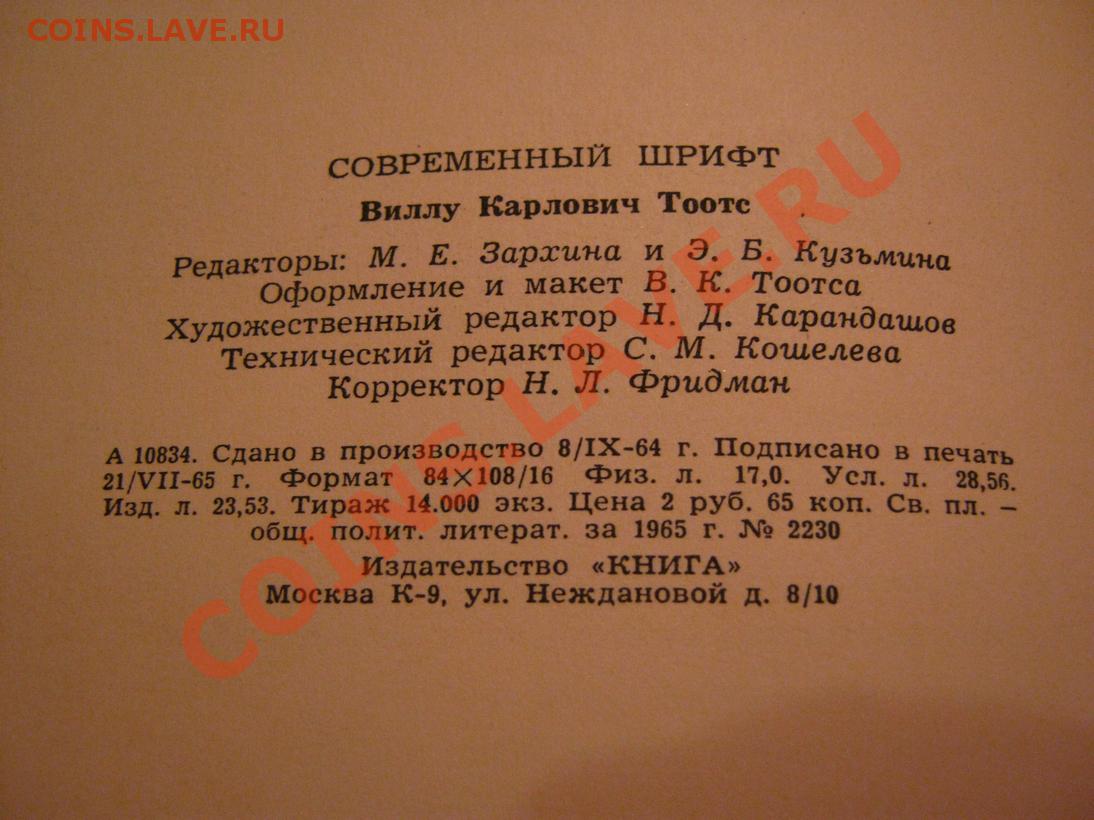 COINS.LAVE.RU
СОВРЕМЕННЫЙ ШРИФТ
Виллу Карлович Тоотс
Редакторы: М. Е. Зархина и Э. Б. Кузьмина
Оформление и макет В. К. Тоотса
Художественный редактор Н. Д. Карандашов
Технический редактор С. М. Кошелева
Корректор Н. Л. Фридман
А 10834. Сдано в производство 8/IX-64 г. Подписано в печать
21/VII-65 г. Формат 84×108/16 Физ. л. 17,0. Усл. л. 28,56.
Изд. л. 23,53. Тираж 14.000 экз. Цена 2 руб. 65 коп. Св. пл. –
общ. полит. литерат. за 1965 г. № 2230
Издательство «КНИГА»
Москва К-9, ул. Неждановой д. 8/10
COINS.LAVE.RU